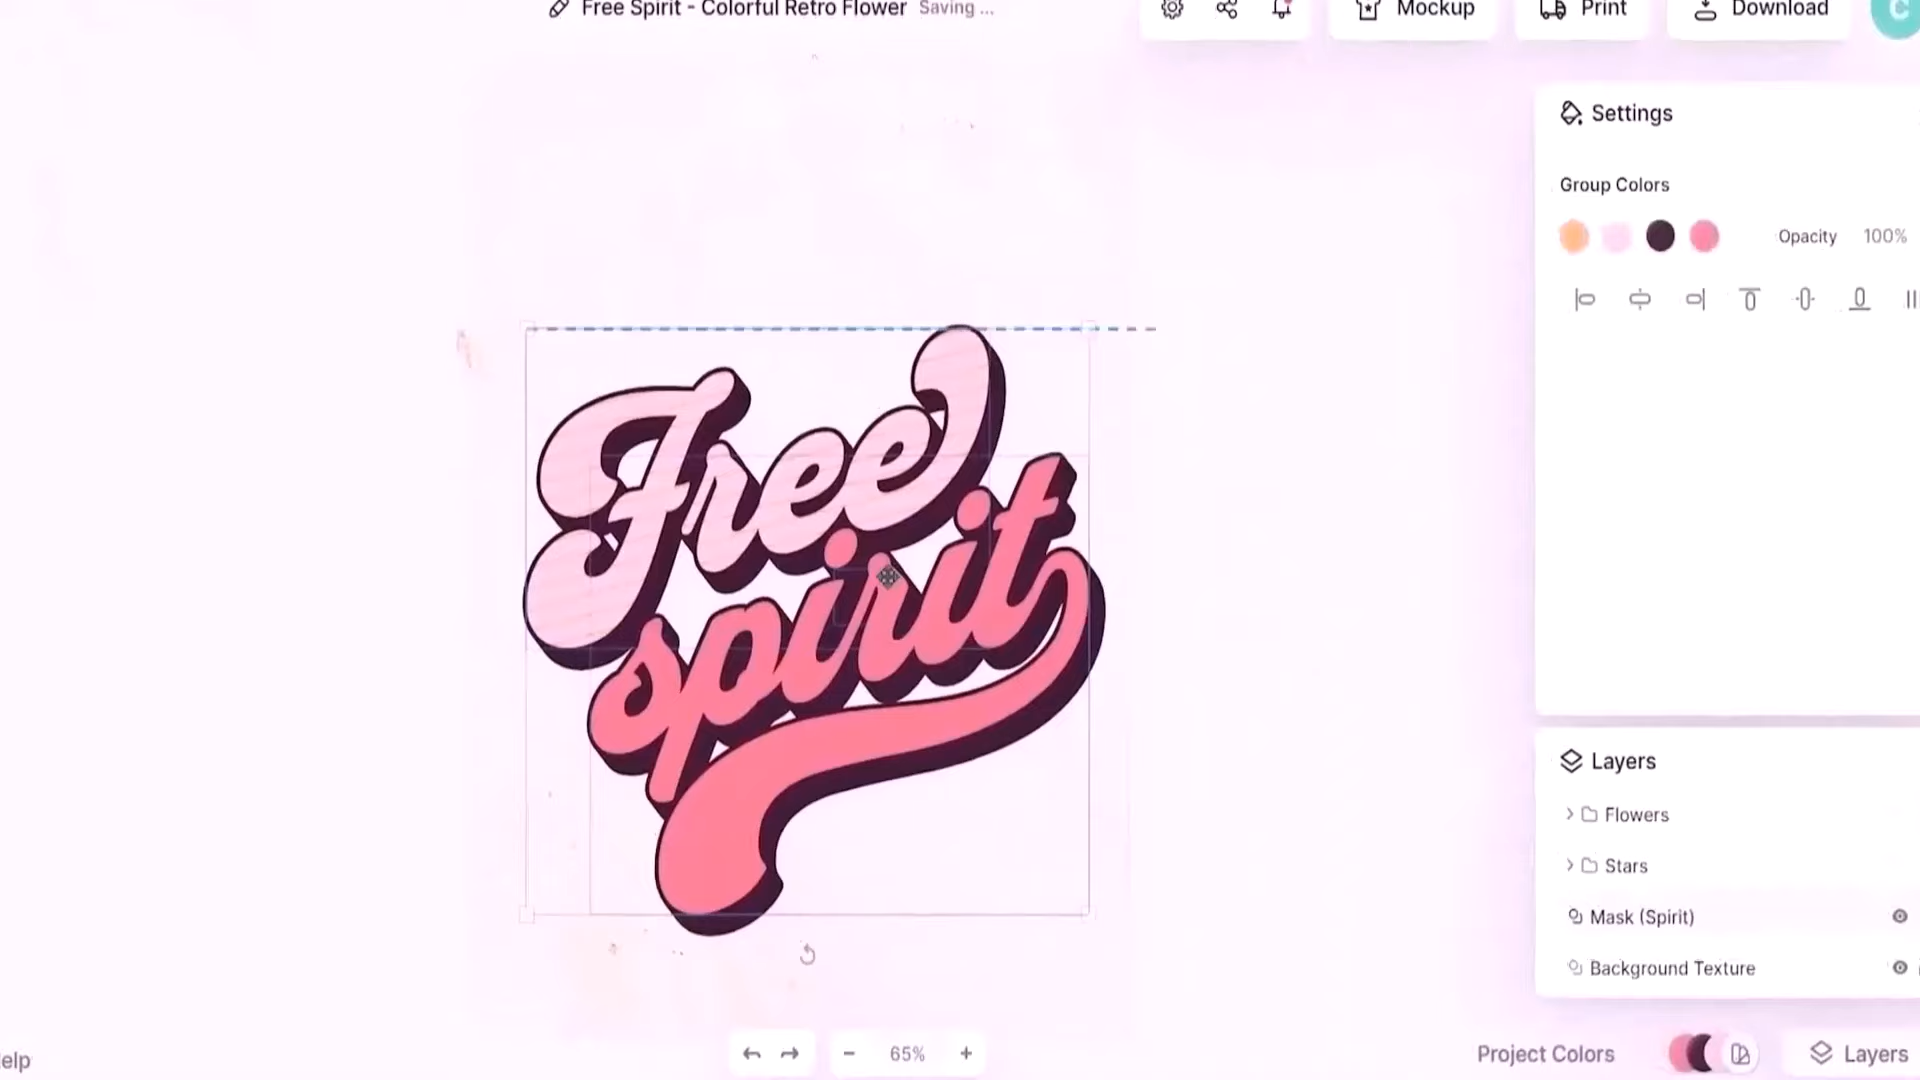 Free Spirit - Colorful Retro Flower Saving ...
Mockup
Print
Download
C
Settings
Group Colors
Opacity 100%
Free
spirit
Layers
Flowers
Stars
Mask (Spirit)
Background Texture
elp
65%
Project Colors
Layers